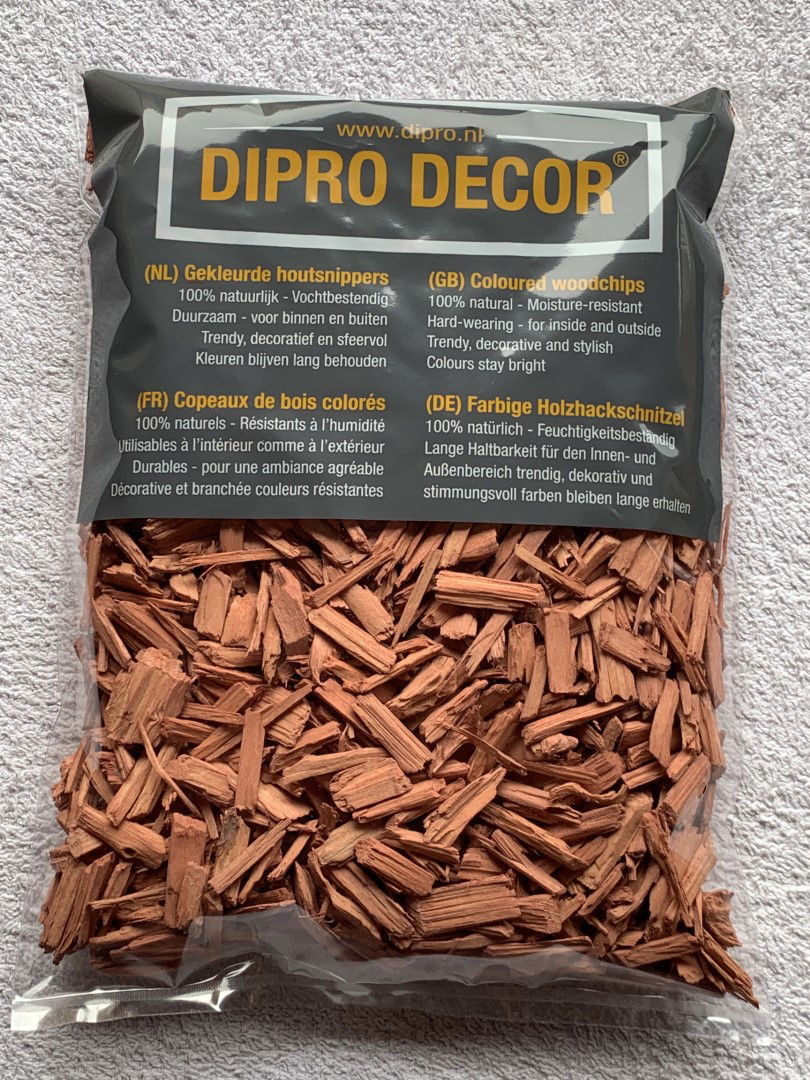 www.dipro.nl
DIPRO DECOR®
(NL) Gekleurde houtsnippers
100% natuurlijk - Vochtbestendig
Duurzaam - voor binnen en buiten
Trendy, decoratief en sfeervol
Kleuren blijven lang behouden
(GB) Coloured woodchips
100% natural - Moisture-resistant
Hard-wearing - for inside and outside
Trendy, decorative and stylish
Colours stay bright
(FR) Copeaux de bois colorés
100% naturels - Résistants à l'humidité
Utilisables à l'intérieur comme à l'extérieur
Durables - pour une ambiance agréable
Décorative et branchée couleurs résistantes
(DE) Farbige Holzhackschnitzel
100% natürlich - Feuchtigkeitsbeständig
Lange Haltbarkeit für den Innen- und
Außenbereich trendig, dekorativ und
stimmungsvoll farben bleiben lange erhalten